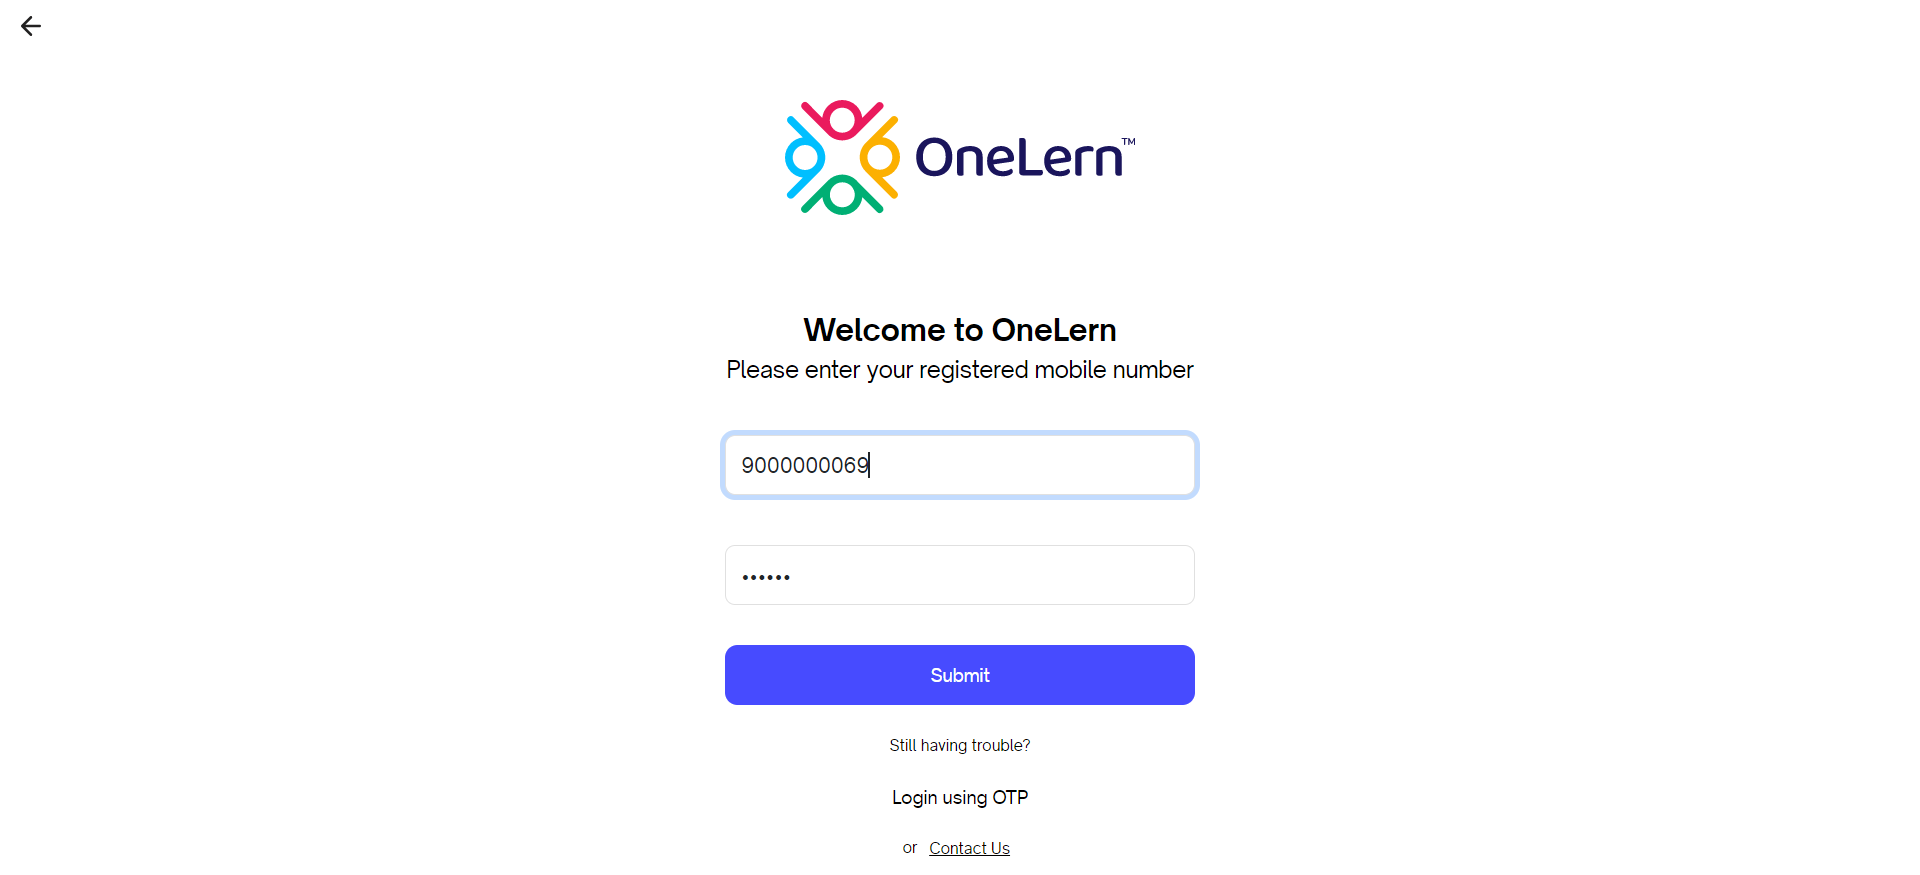 OneLern™
Welcome to OneLern
Please enter your registered mobile number
9000000069
••••••
Submit
Still having trouble?
Login using OTP
or Contact Us